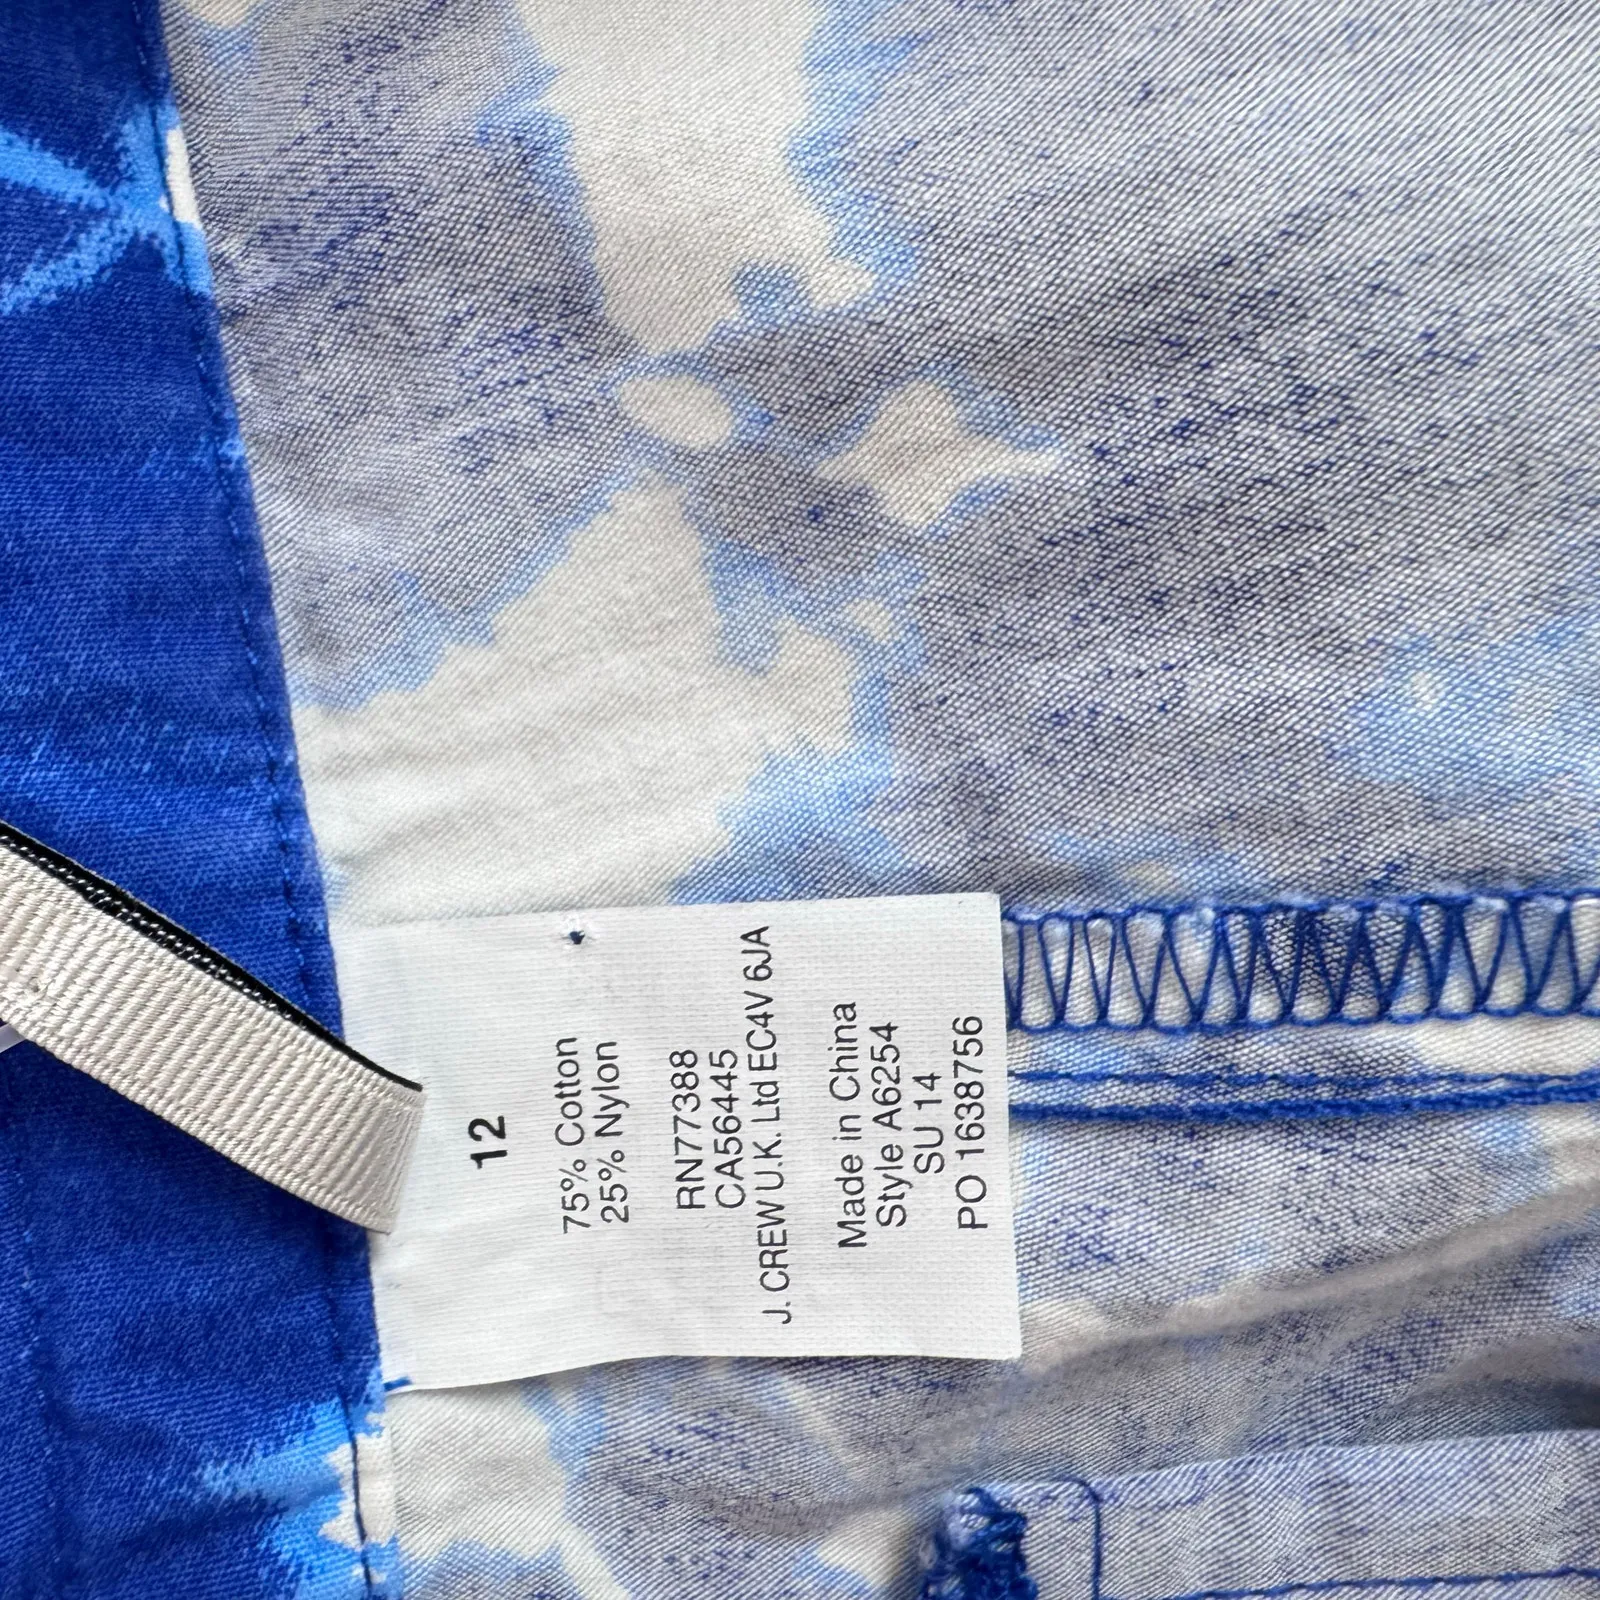 12
75% Cotton
25% Nylon
RN77388
CA56445
J. CREW U.K. Ltd EC4V 6JA
Made in China
Style A6254
SU 14
PO 1638756